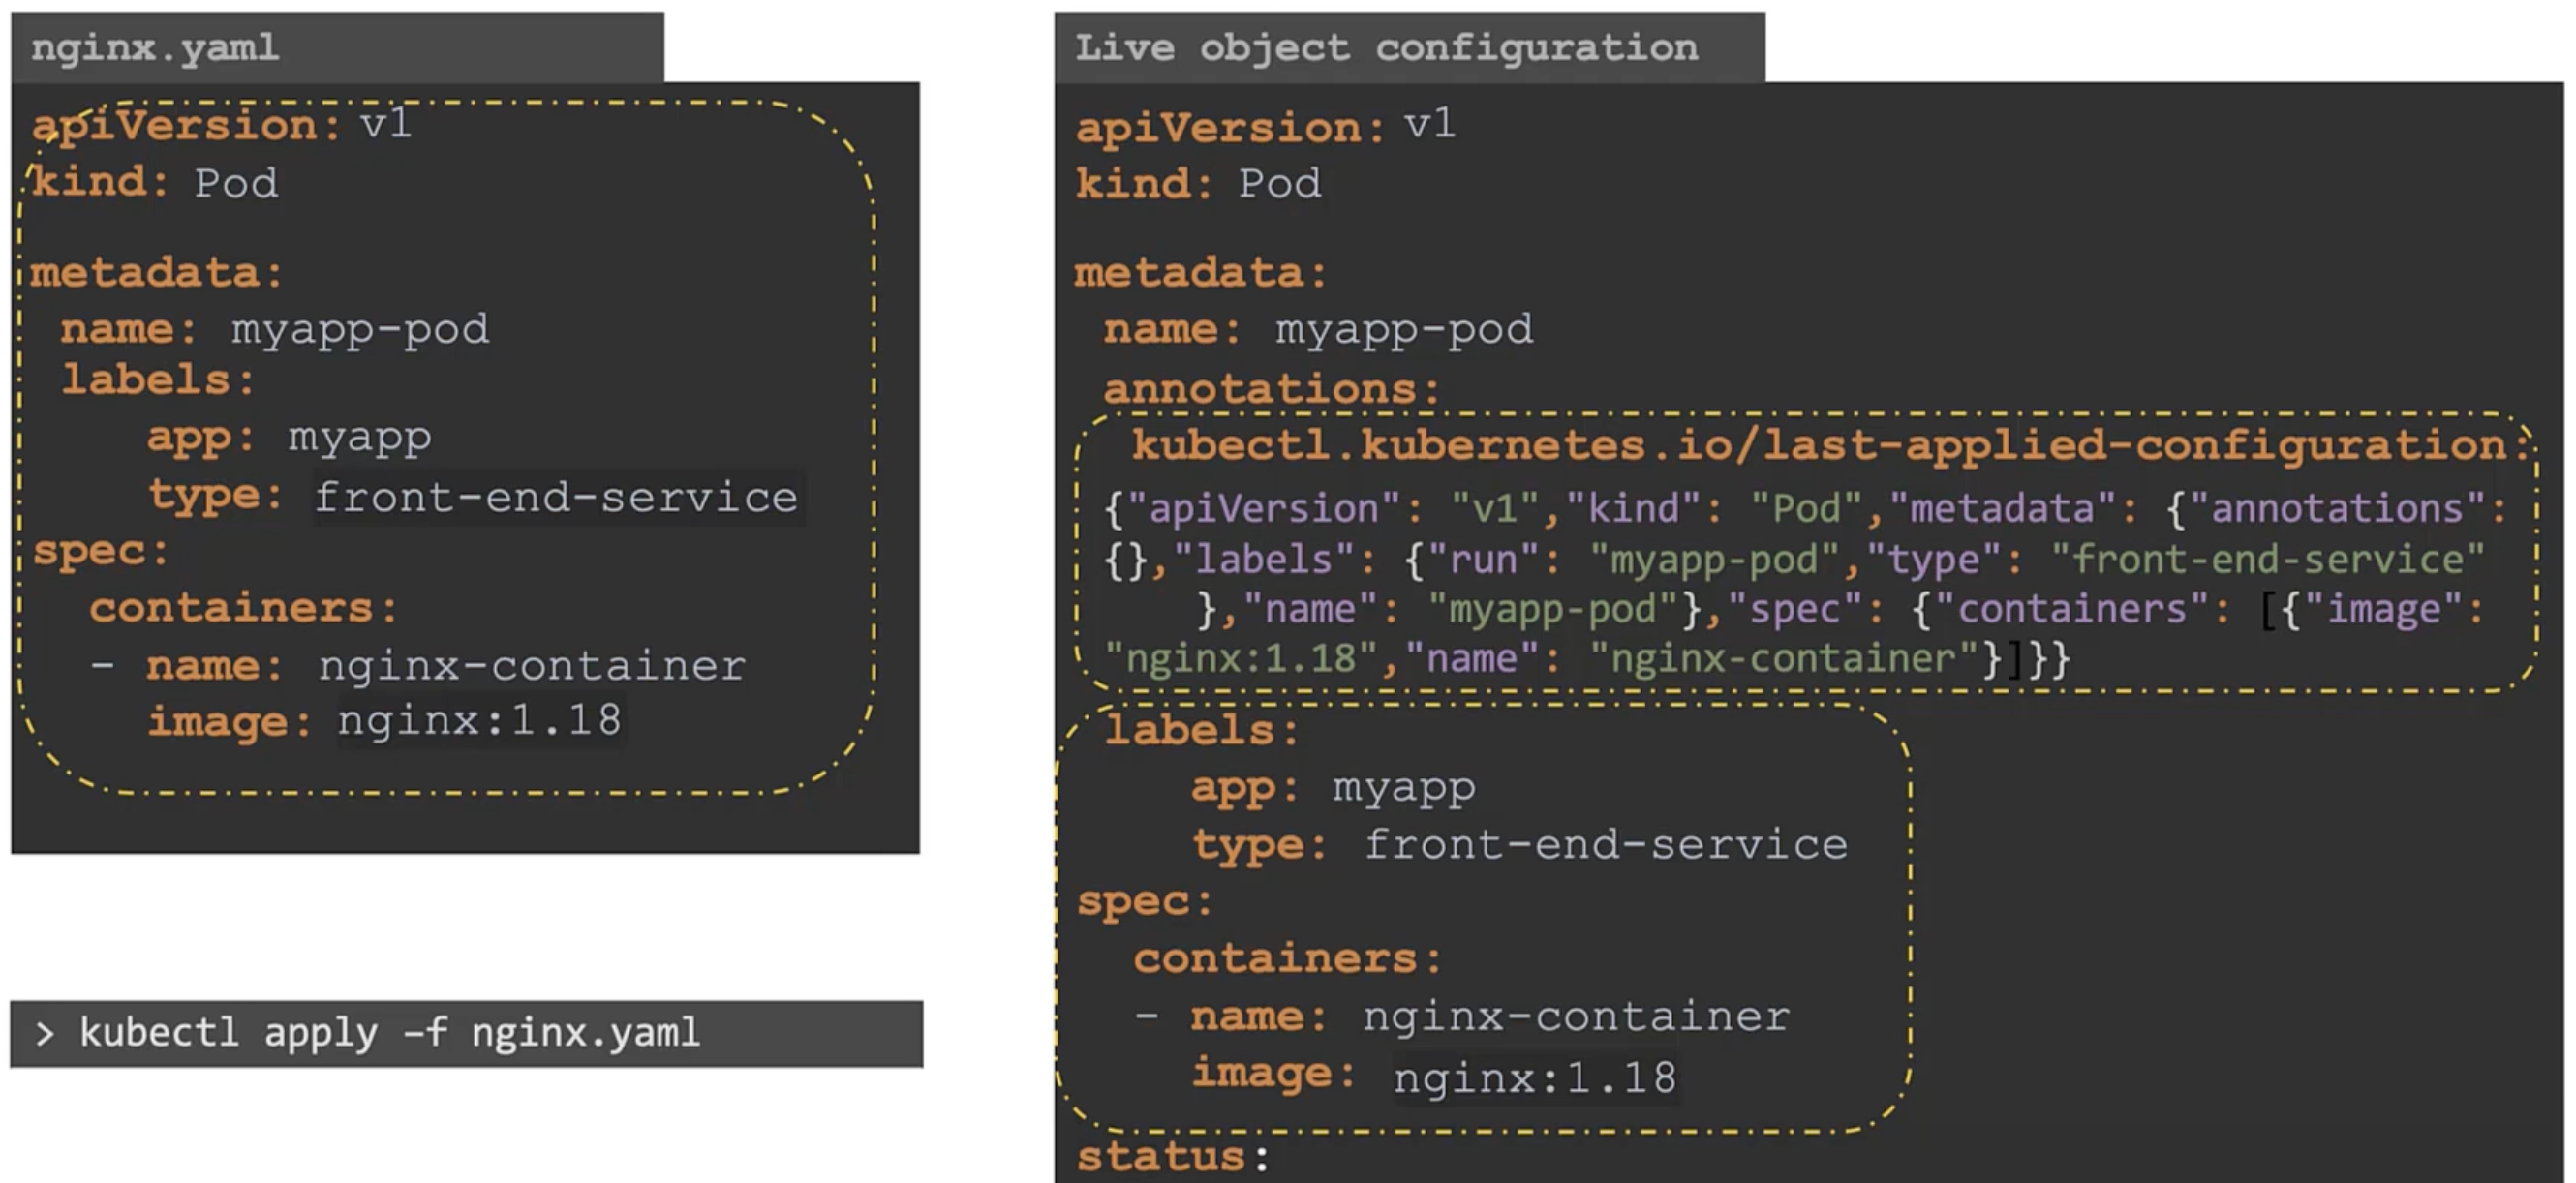 nginx.yaml
apiVersion: v1
kind: Pod
metadata:
name: myapp-pod
labels:
app: myapp
type: front-end-service
spec:
containers:
- name: nginx-container
image: nginx:1.18
> kubectl apply –f nginx.yaml
Live object configuration
apiVersion: v1
kind: Pod
metadata:
name: myapp-pod
annotations:
kubectl.kubernetes.io/last-applied-configuration:
{"apiVersion": "v1","kind": "Pod","metadata": {"annotations":
{},"labels": {"run": "myapp-pod","type": "front-end-service"
},"name": "myapp-pod"},"spec": {"containers": [{"image":
"nginx:1.18","name": "nginx-container"}]}}
labels:
app: myapp
type: front-end-service
spec:
containers:
- name: nginx-container
image: nginx:1.18
status: